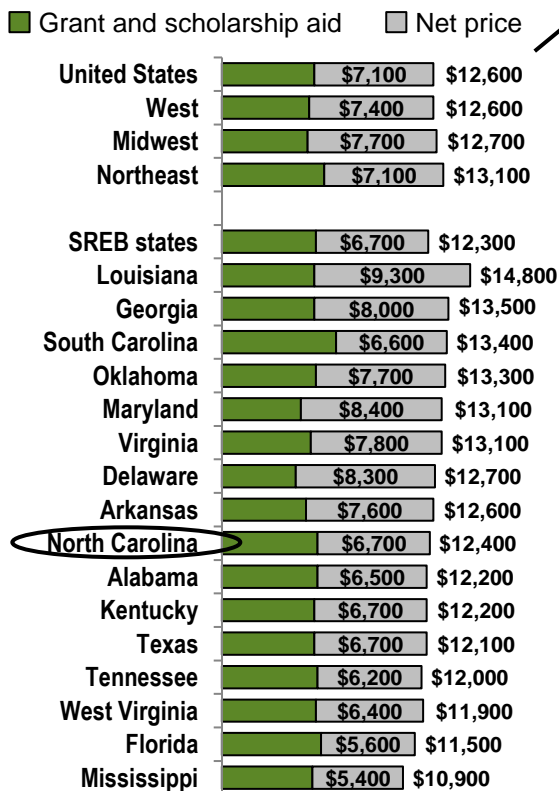 Grant and scholarship aid Net price
United States $7,100 $12,600
West $7,400 $12,600
Midwest $7,700 $12,700
Northeast $7,100 $13,100
SREB states $6,700 $12,300
Louisiana $9,300 $14,800
Georgia $8,000 $13,500
South Carolina $6,600 $13,400
Oklahoma $7,700 $13,300
Maryland $8,400 $13,100
Virginia $7,800 $13,100
Delaware $8,300 $12,700
Arkansas $7,600 $12,600
North Carolina $6,700 $12,400
Alabama $6,500 $12,200
Kentucky $6,700 $12,200
Texas $6,700 $12,100
Tennessee $6,200 $12,000
West Virginia $6,400 $11,900
Florida $5,600 $11,500
Mississippi $5,400 $10,900